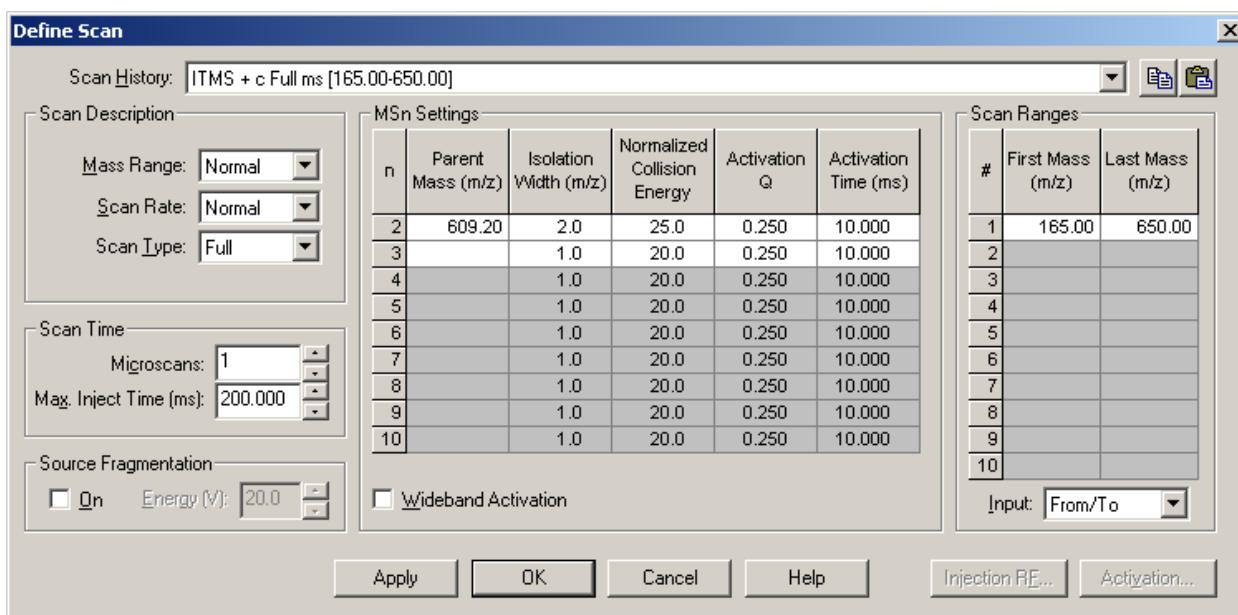 Define Scan
Scan History: ITMS + c Full ms [165.00-650.00]
Scan Description
Mass Range: Normal
Scan Rate: Normal
Scan Type: Full
Scan Time
Microscans: 1
Max. Inject Time (ms): 200.000
Source Fragmentation
On Energy (V): 20.0
MSn Settings
n Parent Mass (m/z) Isolation Width (m/z) Normalized Collision Energy Activation Q Activation Time (ms)
2 609.20 2.0 25.0 0.250 10.000
3 1.0 20.0 0.250 10.000
4 1.0 20.0 0.250 10.000
5 1.0 20.0 0.250 10.000
6 1.0 20.0 0.250 10.000
7 1.0 20.0 0.250 10.000
8 1.0 20.0 0.250 10.000
9 1.0 20.0 0.250 10.000
10 1.0 20.0 0.250 10.000
Wideband Activation
Scan Ranges
# First Mass (m/z) Last Mass (m/z)
1 165.00 650.00
2
3
4
5
6
7
8
9
10
Input: From/To
Apply OK Cancel Help Injection RF... Activation...